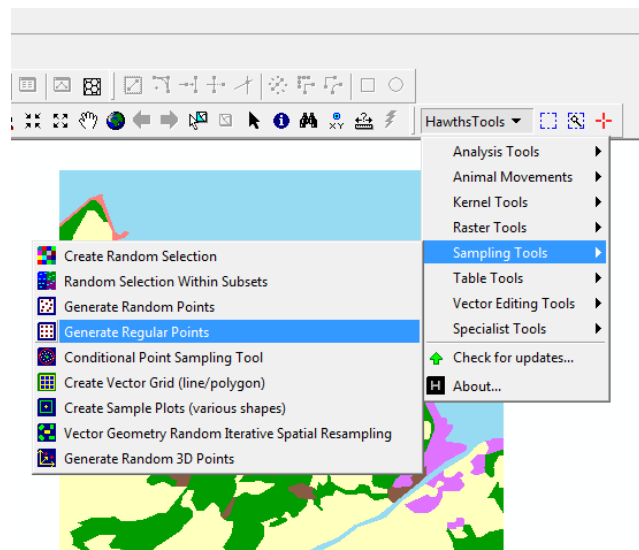 XY
HawthsTools
Analysis Tools
Animal Movements
Kernel Tools
Raster Tools
Sampling Tools
Table Tools
Vector Editing Tools
Specialist Tools
Check for updates...
H About...
Create Random Selection
Random Selection Within Subsets
Generate Random Points
Generate Regular Points
Conditional Point Sampling Tool
Create Vector Grid (line/polygon)
Create Sample Plots (various shapes)
Vector Geometry Random Iterative Spatial Resampling
Generate Random 3D Points